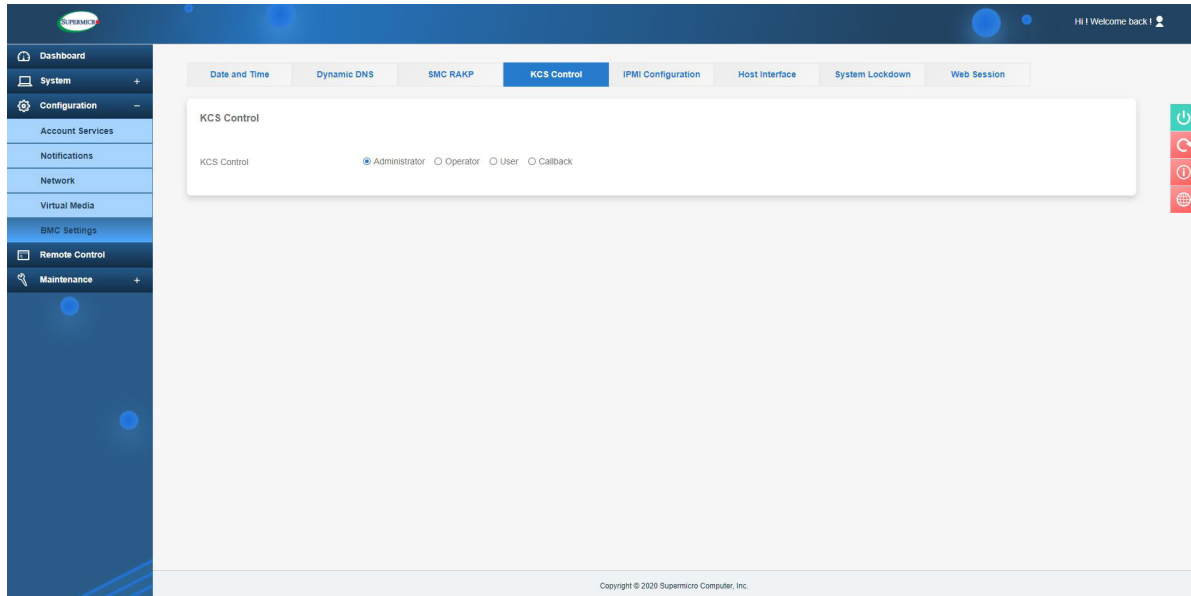 SUPERMICR
Hi ! Welcome back !
Dashboard
System +
Configuration −
Account Services
Notifications
Network
Virtual Media
BMC Settings
Remote Control
Maintenance +
Date and Time Dynamic DNS SMC RAKP KCS Control IPMI Configuration Host Interface System Lockdown Web Session
KCS Control
KCS Control Administrator Operator User Callback
Copyright © 2020 Supermicro Computer, Inc.